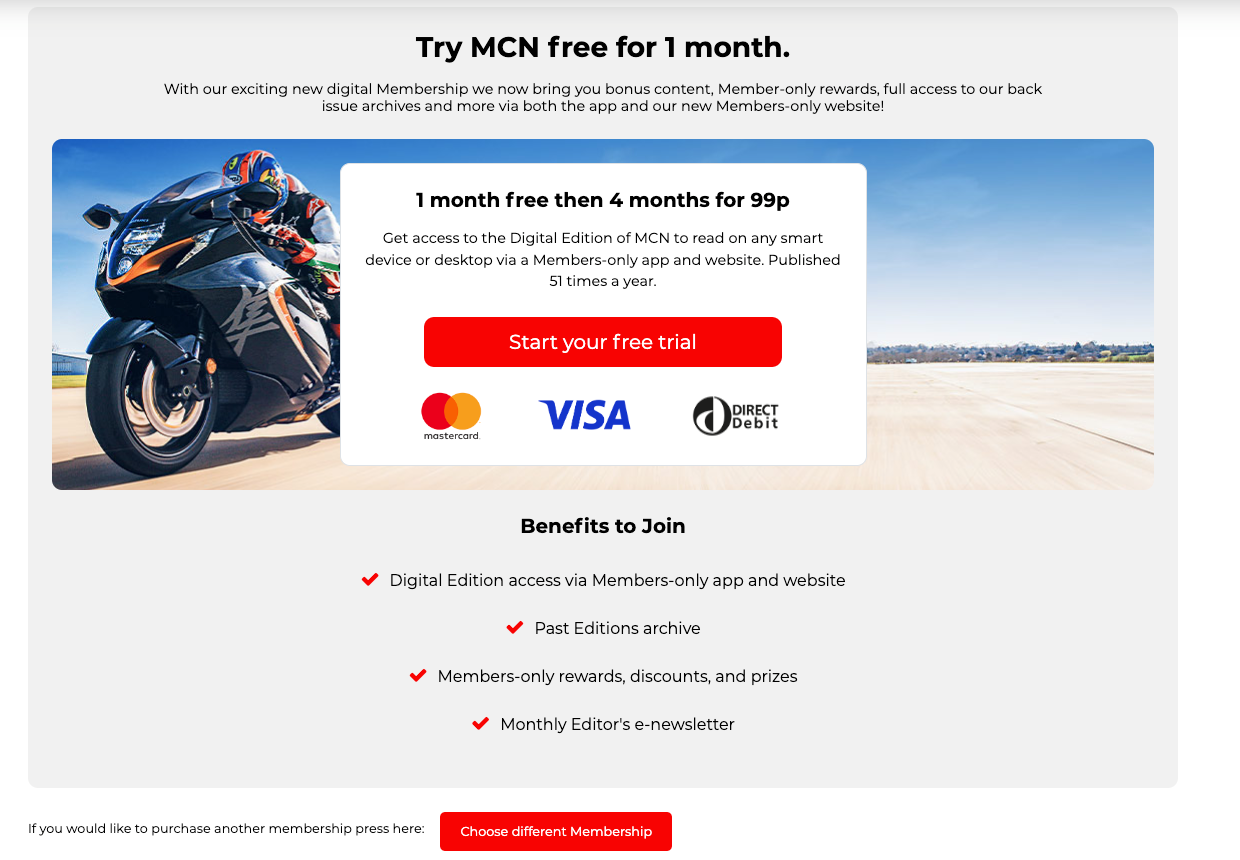 Try MCN free for 1 month.
With our exciting new digital Membership we now bring you bonus content, Member-only rewards, full access to our back
issue archives and more via both the app and our new Members-only website!
1 month free then 4 months for 99p
Get access to the Digital Edition of MCN to read on any smart
device or desktop via a Members-only app and website. Published
51 times a year.
Start your free trial
mastercard.
VISA
DIRECT
Debit
隼
Benefits to Join
Digital Edition access via Members-only app and website
Past Editions archive
Members-only rewards, discounts, and prizes
Monthly Editor's e-newsletter
If you would like to purchase another membership press here:
Choose different Membership